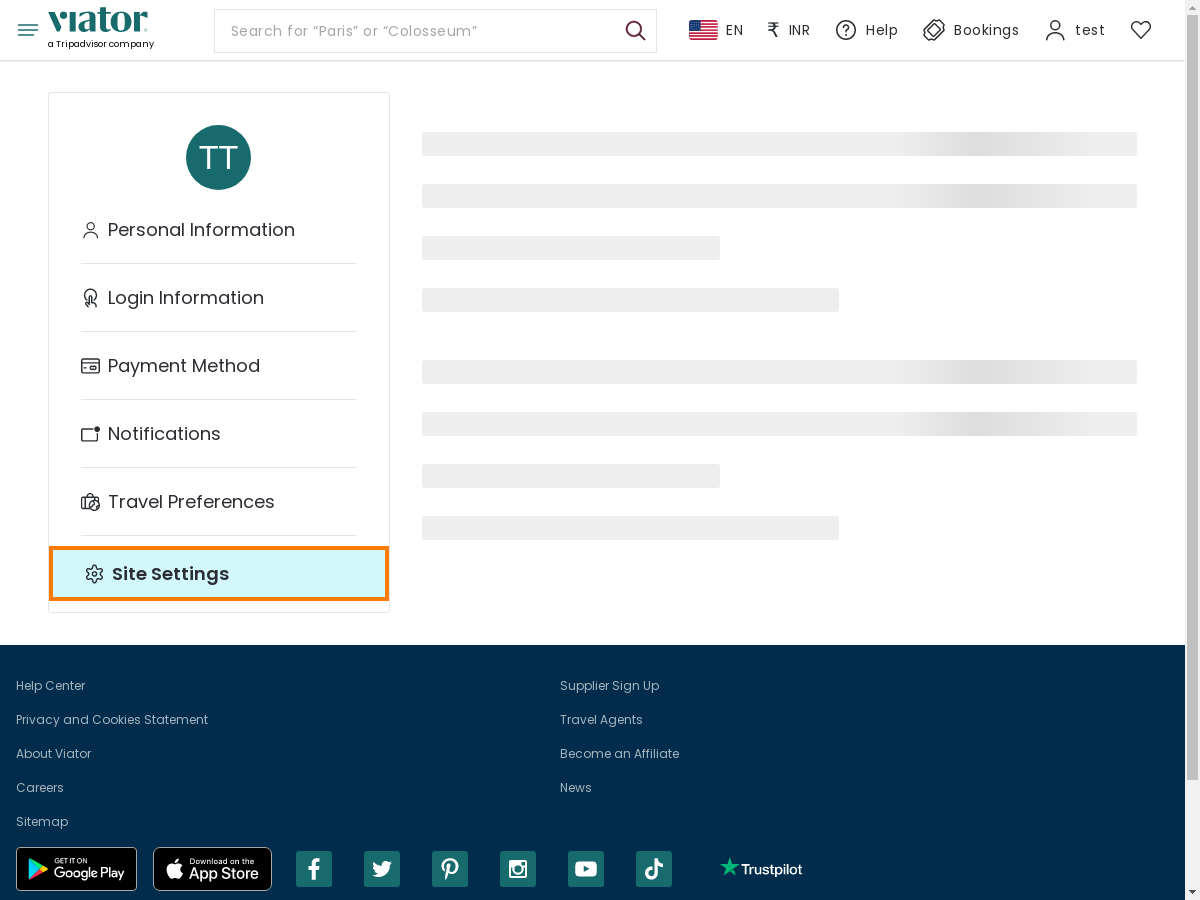 viator
a Tripadvisor company
Search for “Paris” or “Colosseum”
EN
₹ INR
Help
Bookings
test
TT
Personal Information
Login Information
Payment Method
Notifications
Travel Preferences
Site Settings
Help Center
Privacy and Cookies Statement
About Viator
Careers
Sitemap
Supplier Sign Up
Travel Agents
Become an Affiliate
News
GET IT ON
Google Play
Download on the
App Store
Trustpilot